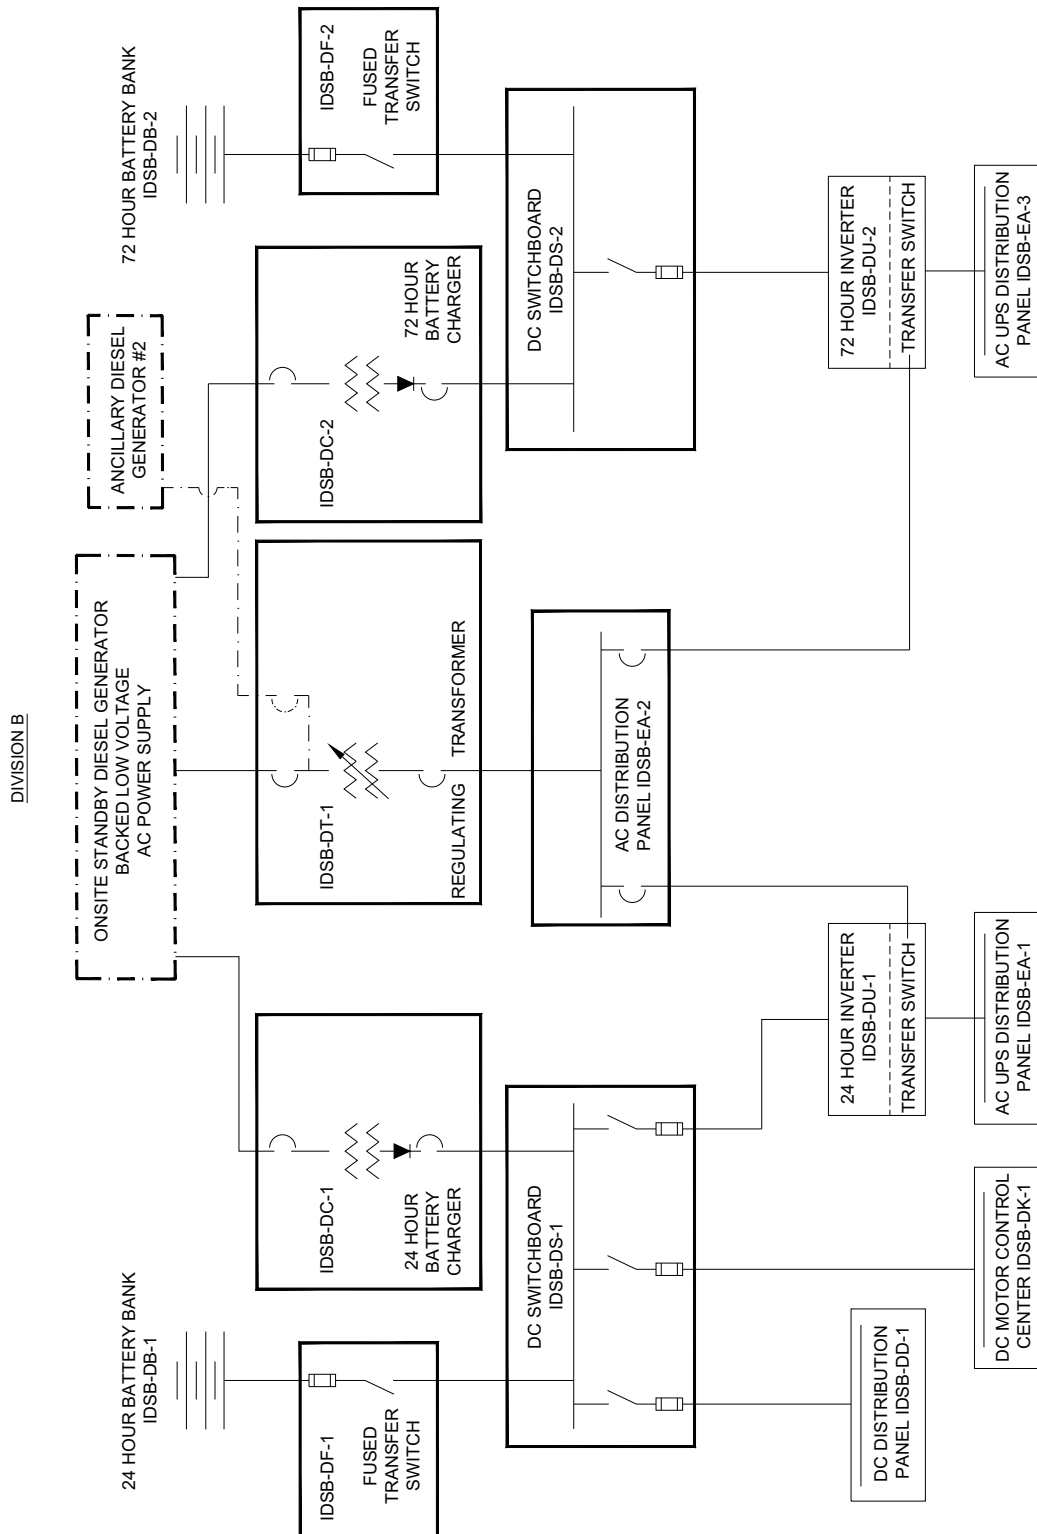 DIVISION B
24 HOUR BATTERY BANK
IDSB-DB-1
ONSITE STANDBY DIESEL GENERATOR
BACKED LOW VOLTAGE
AC POWER SUPPLY
ANCILLARY DIESEL
GENERATOR #2
72 HOUR BATTERY BANK
IDSB-DB-2
IDSB-DF-1
FUSED
TRANSFER
SWITCH
IDSB-DC-1
24 HOUR
BATTERY
CHARGER
IDSB-DT-1
REGULATING TRANSFORMER
IDSB-DC-2
72 HOUR
BATTERY
CHARGER
IDSB-DF-2
FUSED
TRANSFER
SWITCH
DC SWITCHBOARD
IDSB-DS-1
AC DISTRIBUTION
PANEL IDSB-EA-2
DC SWITCHBOARD
IDSB-DS-2
24 HOUR INVERTER
IDSB-DU-1
TRANSFER SWITCH
72 HOUR INVERTER
IDSB-DU-2
TRANSFER SWITCH
DC DISTRIBUTION
PANEL IDSB-DD-1
DC MOTOR CONTROL
CENTER IDSB-DK-1
AC UPS DISTRIBUTION
PANEL IDSB-EA-1
AC UPS DISTRIBUTION
PANEL IDSB-EA-3